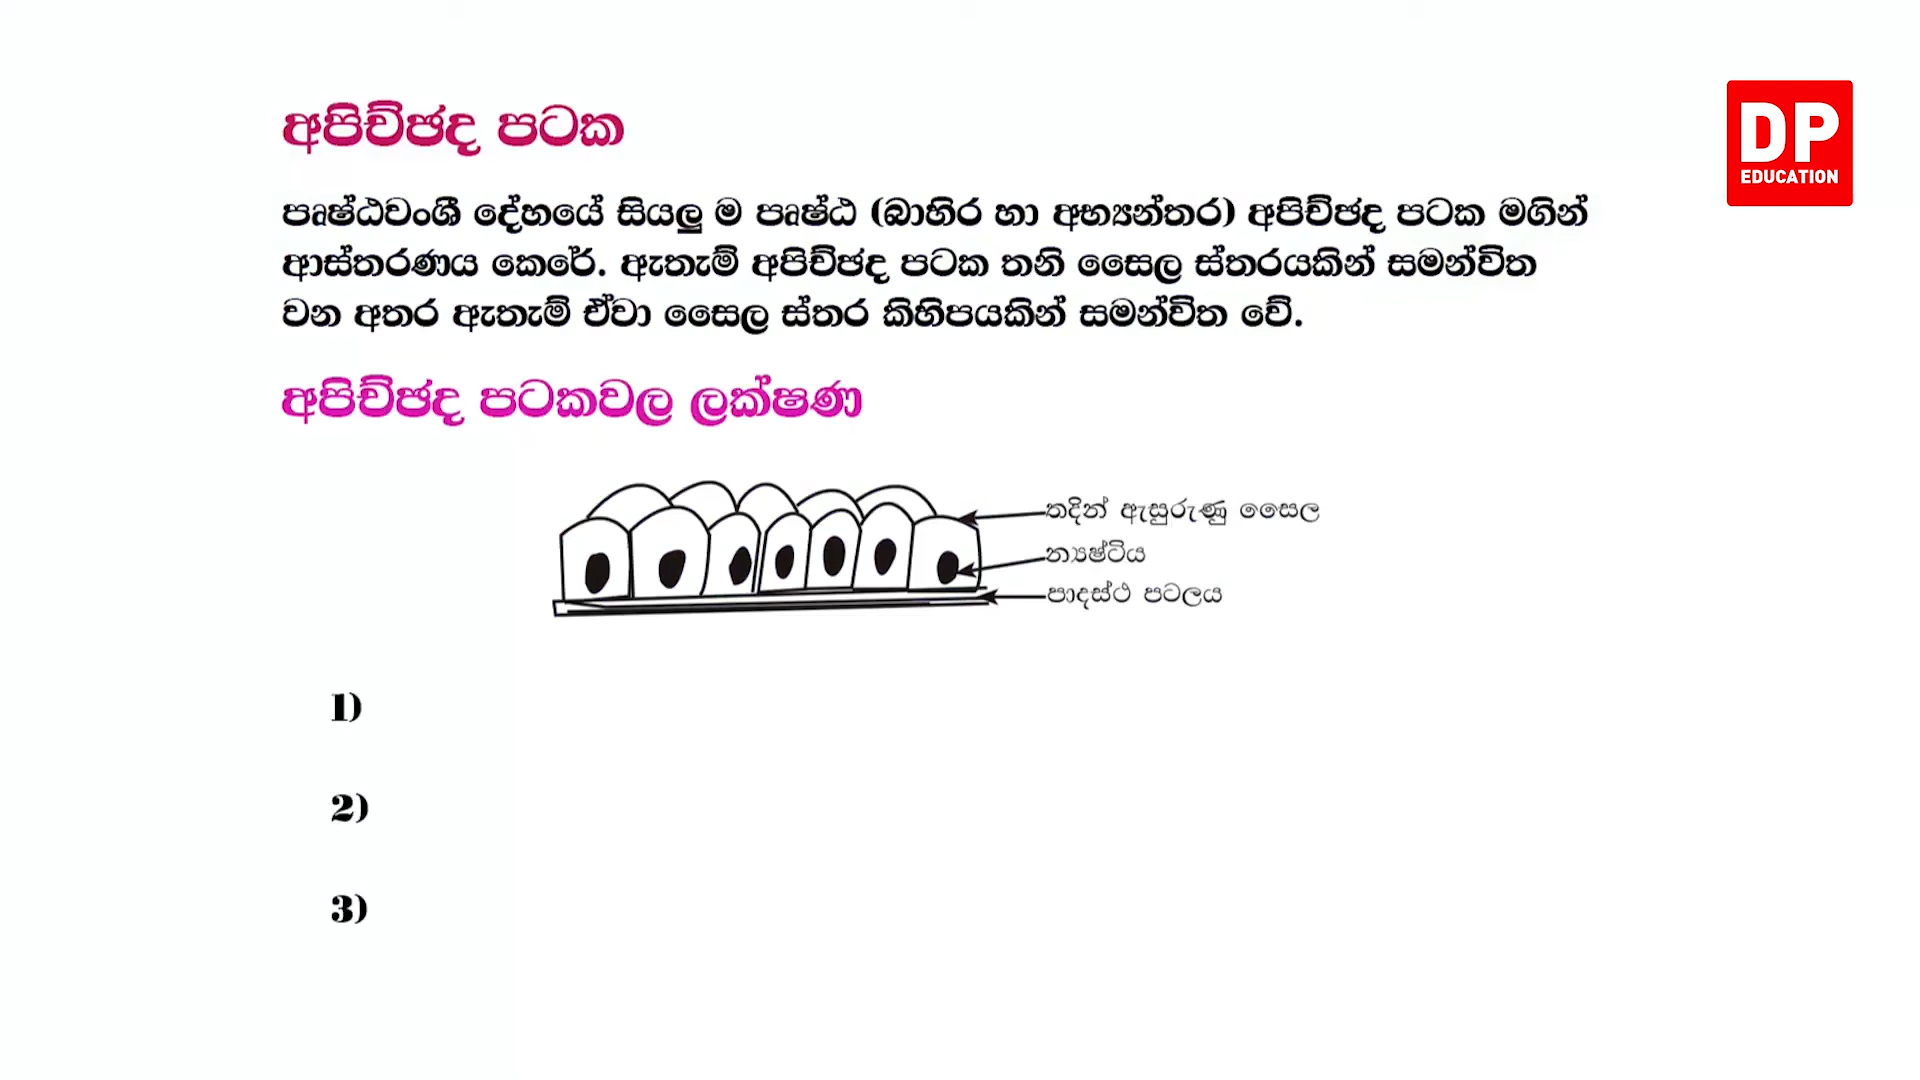 අපිච්ඡද පටක
DP
EDUCATION
පෘෂ්ඨවංශී දේහයේ සියලු ම පෘෂ්ඨ (බාහිර හා අභ්‍යන්තර) අපිච්ඡද පටක මගින්
ආස්තරණය කෙරේ. ඇතැම් අපිච්ඡද පටක තනි සෛල ස්තරයකින් සමන්විත
වන අතර ඇතැම් ඒවා සෛල ස්තර කිහිපයකින් සමන්විත වේ.
අපිච්ඡද පටකවල ලක්ෂණ
තදින් ඇසුරුණු සෛල
න්‍යෂ්ටිය
පාදස්ථ පටලය
1)
2)
3)